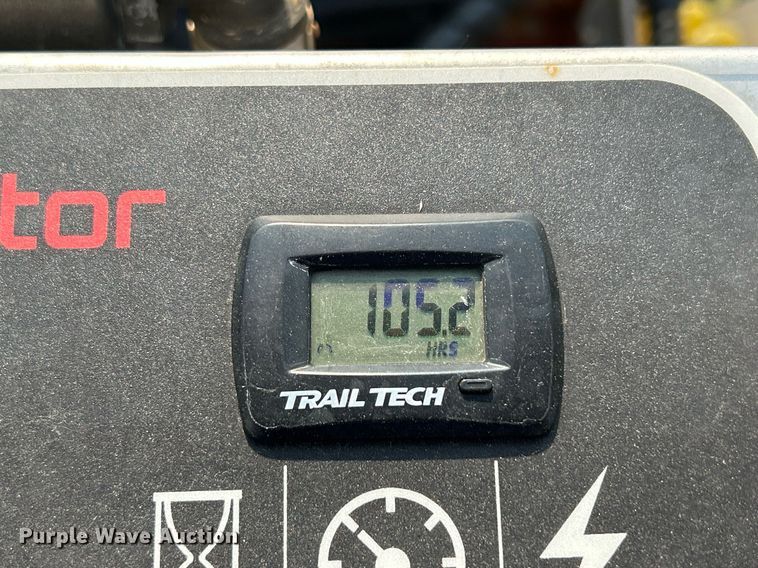 tor
105.2
HRS
TRAIL TECH
Purple Wave Auction